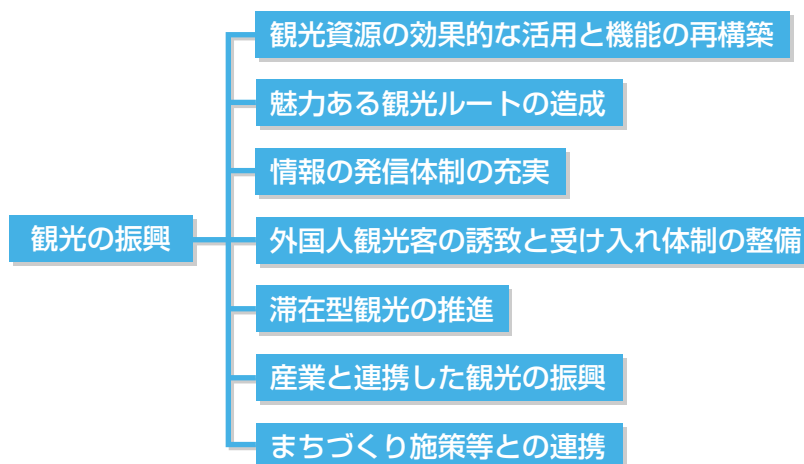 観光の振興
観光資源の効果的な活用と機能の再構築
魅力ある観光ルートの造成
情報の発信体制の充実
外国人観光客の誘致と受け入れ体制の整備
滞在型観光の推進
産業と連携した観光の振興
まちづくり施策等との連携